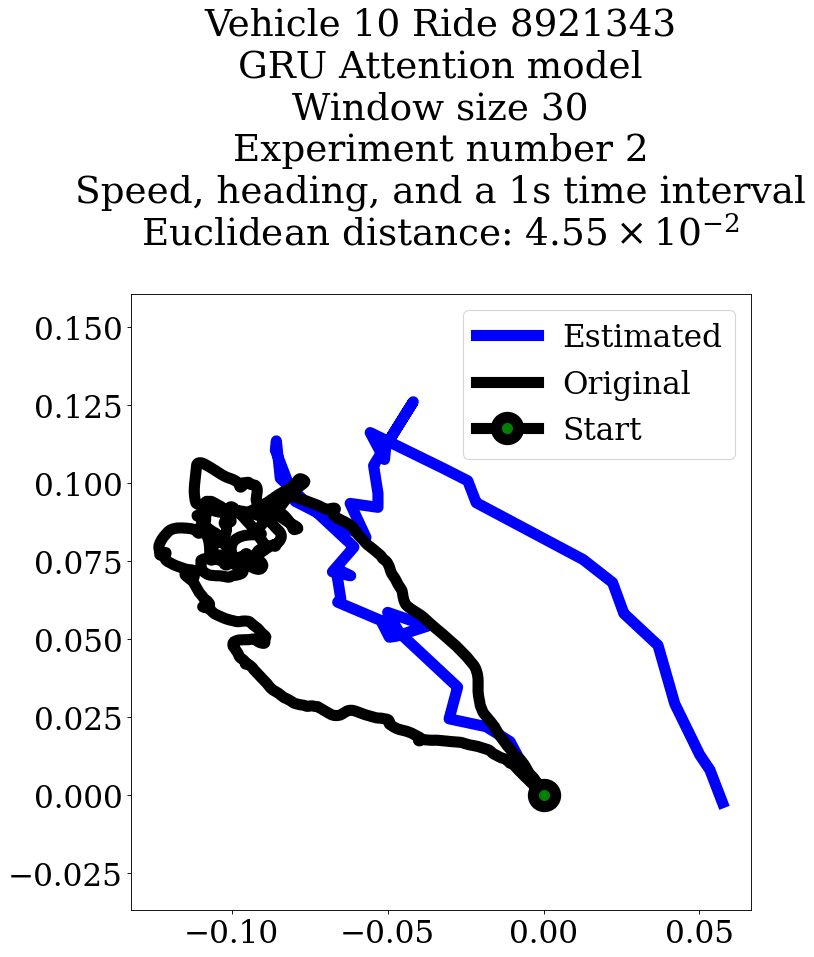 Vehicle 10 Ride 8921343
GRU Attention model
Window size 30
Experiment number 2
Speed, heading, and a 1s time interval
Euclidean distance: 4.55 × 10⁻²
Estimated
Original
Start
0.150
0.125
0.100
0.075
0.050
0.025
0.000
−0.025
−0.10
−0.05
0.00
0.05